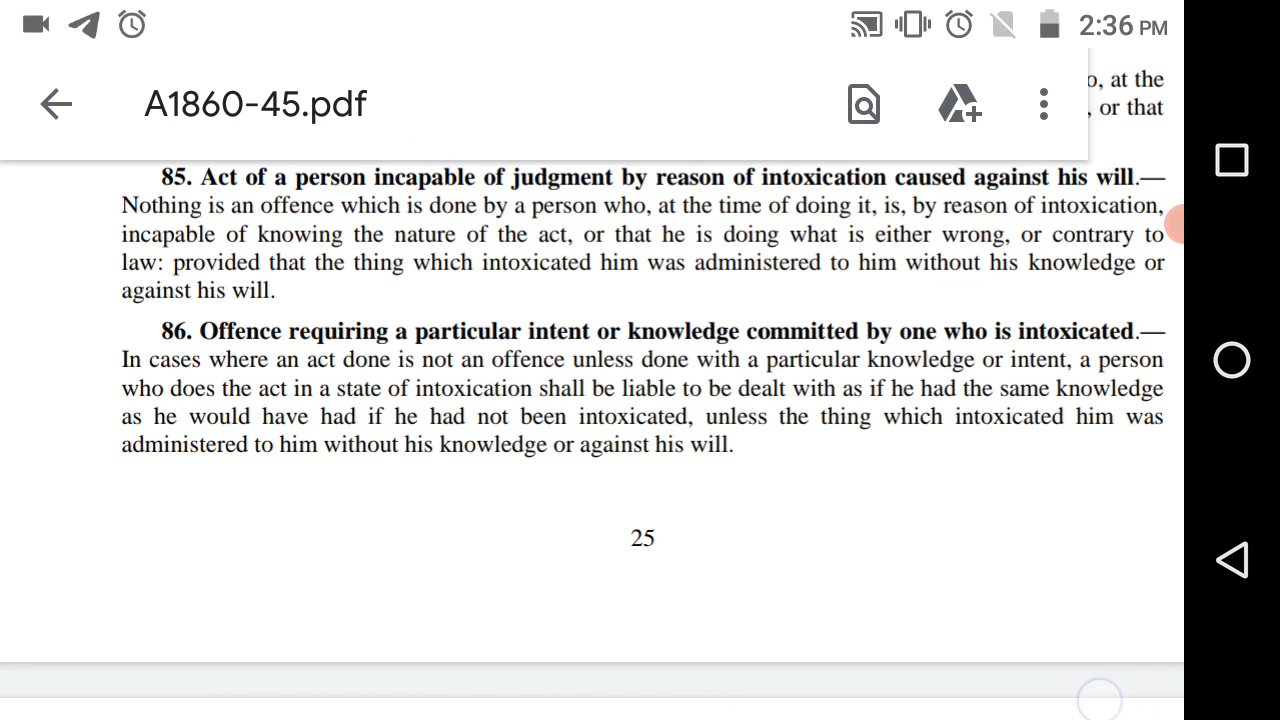 2:36 PM
A1860-45.pdf
o, at the
, or that
85. Act of a person incapable of judgment by reason of intoxication caused against his will.—
Nothing is an offence which is done by a person who, at the time of doing it, is, by reason of intoxication,
incapable of knowing the nature of the act, or that he is doing what is either wrong, or contrary to
law: provided that the thing which intoxicated him was administered to him without his knowledge or
against his will.
86. Offence requiring a particular intent or knowledge committed by one who is intoxicated.—
In cases where an act done is not an offence unless done with a particular knowledge or intent, a person
who does the act in a state of intoxication shall be liable to be dealt with as if he had the same knowledge
as he would have had if he had not been intoxicated, unless the thing which intoxicated him was
administered to him without his knowledge or against his will.
25